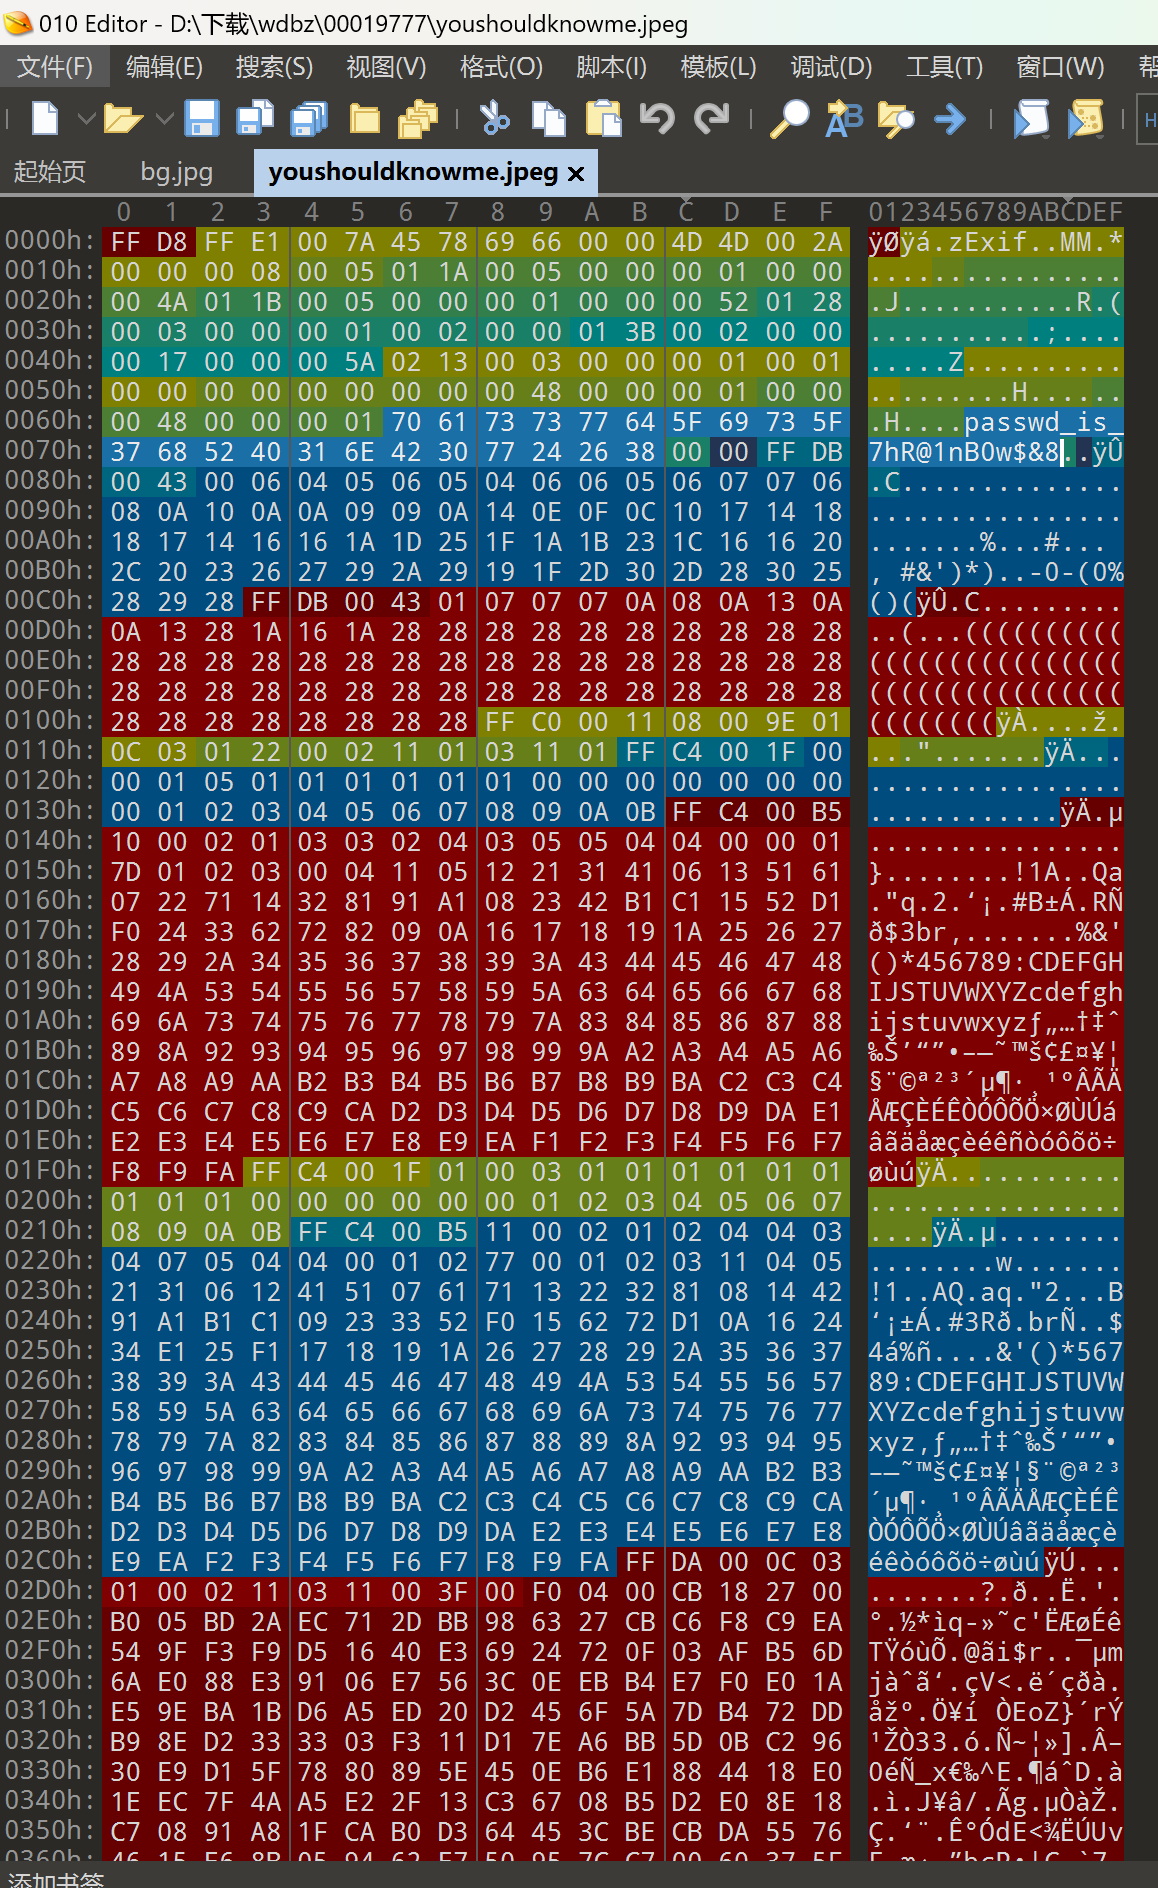 010 Editor - D:\下载\wdbz\00019777\youshouldknowme.jpeg
文件(F) 编辑(E) 搜索(S) 视图(V) 格式(O) 脚本(I) 模板(L) 调试(D) 工具(T) 窗口(W)
起始页 bg.jpg youshouldknowme.jpeg ×
0 1 2 3 4 5 6 7 8 9 A B C D E F 0123456789ABCDEF
0000h: FF D8 FF E1 00 7A 45 78 69 66 00 00 4D 4D 00 2A ÿØÿá.zExif..MM.*
0010h: 00 00 00 08 00 05 01 1A 00 05 00 00 00 01 00 00 ................
0020h: 00 4A 01 1B 00 05 00 00 00 01 00 00 00 52 01 28 .J...........R.(
0030h: 00 03 00 00 00 01 00 02 00 00 01 3B 00 02 00 00 ...........;....
0040h: 00 17 00 00 00 5A 02 13 00 03 00 00 00 01 00 01 .....Z..........
0050h: 00 00 00 00 00 00 00 00 00 48 00 00 00 01 00 00 .........H......
0060h: 00 48 00 00 00 01 70 61 73 73 77 64 5F 69 73 5F .H....passwd_is_
0070h: 37 68 52 40 31 6E 42 30 77 24 26 38 00 00 FF DB 7hR@1nB0w$&8..ÿÛ
0080h: 00 43 00 06 04 05 06 05 04 06 06 05 06 07 07 06 .C..............
0090h: 08 0A 10 0A 0A 09 09 0A 14 0E 0F 0C 10 17 14 18 ................
00A0h: 18 17 14 16 16 1A 1D 25 1F 1A 1B 23 1C 16 16 20 .......%...#...
00B0h: 2C 20 23 26 27 29 2A 29 19 1F 2D 30 2D 28 30 25 , #&')*)..-0-(0%
00C0h: 28 29 28 FF DB 00 43 01 07 07 07 0A 08 0A 13 0A ()(ÿÛ.C.........
00D0h: 0A 13 28 1A 16 1A 28 28 28 28 28 28 28 28 28 28 ..(...((((((((((
00E0h: 28 28 28 28 28 28 28 28 28 28 28 28 28 28 28 28 ((((((((((((((((
00F0h: 28 28 28 28 28 28 28 28 28 28 28 28 28 28 28 28 ((((((((((((((((
0100h: 28 28 28 28 28 28 28 28 FF C0 00 11 08 00 9E 01 ((((((((ÿÀ....ž.
0110h: 0C 03 01 22 00 02 11 01 03 11 01 FF C4 00 1F 00 ...".......ÿÄ...
0120h: 00 01 05 01 01 01 01 01 01 00 00 00 00 00 00 00 ................
0130h: 00 01 02 03 04 05 06 07 08 09 0A 0B FF C4 00 B5 ............ÿÄ.µ
0140h: 10 00 02 01 03 03 02 04 03 05 05 04 04 00 00 01 ................
0150h: 7D 01 02 03 00 04 11 05 12 21 31 41 06 13 51 61 }........!1A..Qa
0160h: 07 22 71 14 32 81 91 A1 08 23 42 B1 C1 15 52 D1 ."q.2.‘¡.#B±Á.RÑ
0170h: F0 24 33 62 72 82 09 0A 16 17 18 19 1A 25 26 27 ð$3br‚.......%&'
0180h: 28 29 2A 34 35 36 37 38 39 3A 43 44 45 46 47 48 ()*456789:CDEFGH
0190h: 49 4A 53 54 55 56 57 58 59 5A 63 64 65 66 67 68 IJSTUVWXYZcdefgh
01A0h: 69 6A 73 74 75 76 77 78 79 7A 83 84 85 86 87 88 ijstuvwxyzƒ„…†‡ˆ
01B0h: 89 8A 92 93 94 95 96 97 98 99 9A A2 A3 A4 A5 A6 ‰Š’“”•–—˜™š¢£¤¥¦
01C0h: A7 A8 A9 AA B2 B3 B4 B5 B6 B7 B8 B9 BA C2 C3 C4 §¨©ª²³´µ¶·¸¹ºÂÃÄ
01D0h: C5 C6 C7 C8 C9 CA D2 D3 D4 D5 D6 D7 D8 D9 DA E1 ÅÆÇÈÉÊÒÓÔÕÖ×ØÙÚá
01E0h: E2 E3 E4 E5 E6 E7 E8 E9 EA F1 F2 F3 F4 F5 F6 F7 âãäåæçèéêñòóôõö÷
01F0h: F8 F9 FA FF C4 00 1F 01 00 03 01 01 01 01 01 01 øùúÿÄ...........
0200h: 01 01 01 00 00 00 00 00 00 01 02 03 04 05 06 07 ................
0210h: 08 09 0A 0B FF C4 00 B5 11 00 02 01 02 04 04 03 ....ÿÄ.µ........
0220h: 04 07 05 04 04 00 01 02 77 00 01 02 03 11 04 05 ........w.......
0230h: 21 31 06 12 41 51 07 61 71 13 22 32 81 08 14 42 !1..AQ.aq."2...B
0240h: 91 A1 B1 C1 09 23 33 52 F0 15 62 72 D1 0A 16 24 ‘¡±Á.#3Rð.brÑ..$
0250h: 34 E1 25 F1 17 18 19 1A 26 27 28 29 2A 35 36 37 4á%ñ....&'()*567
0260h: 38 39 3A 43 44 45 46 47 48 49 4A 53 54 55 56 57 89:CDEFGHIJSTUVW
0270h: 58 59 5A 63 64 65 66 67 68 69 6A 73 74 75 76 77 XYZcdefghijstuvw
0280h: 78 79 7A 82 83 84 85 86 87 88 89 8A 92 93 94 95 xyz‚ƒ„…†‡ˆ‰Š’“”•
0290h: 96 97 98 99 9A A2 A3 A4 A5 A6 A7 A8 A9 AA B2 B3 –—˜™š¢£¤¥¦§¨©ª²³
02A0h: B4 B5 B6 B7 B8 B9 BA C2 C3 C4 C5 C6 C7 C8 C9 CA ´µ¶·¸¹ºÂÃÄÅÆÇÈÉÊ
02B0h: D2 D3 D4 D5 D6 D7 D8 D9 DA E2 E3 E4 E5 E6 E7 E8 ÒÓÔÕÖ×ØÙÚâãäåæçè
02C0h: E9 EA F2 F3 F4 F5 F6 F7 F8 F9 FA FF DA 00 0C 03 éêòóôõö÷øùúÿÚ...
02D0h: 01 00 02 11 03 11 00 3F 00 F0 04 00 CB 18 27 00 .......?.ð..Ë.'.
02E0h: B0 05 BD 2A EC 71 2D BB 98 63 27 CB C6 F8 C9 EA °.½*ìq-»˜c'ËÆøÉê
02F0h: 54 9F F3 F9 D5 16 40 E3 69 24 72 0F 03 AF B5 6D TŸóùÕ.@ãi$r..¯µm
0300h: 6A E0 88 E3 91 06 E7 56 3C 0E EB B4 E7 F0 E0 1A jàˆã‘.çV<.ë´çðà.
0310h: E5 9E BA 1B D6 A5 ED 20 D2 45 6F 5A 7D B4 72 DD åžº.Ö¥í ÒEoZ}´rÝ
0320h: B9 8E D2 33 33 03 F3 11 D1 7E A6 BB 5D 0B C2 96 ¹ŽÒ33.ó.Ñ~¦»].Â–
0330h: 30 E9 D1 5F 78 80 89 5E 45 0E B6 E1 88 44 18 E0 0éÑ_x€‰^E.¶áˆD.à
0340h: 1E EC 7F 4A A5 E2 2F 13 C3 67 08 B5 D2 E0 8E 18 .ì.J¥â/.Ãg.µÒàŽ.
0350h: C7 08 91 A8 1F CA B0 D3 64 45 3C BE CB DA 55 76 Ç.‘¨.Ê°ÓdE<¾ËÚUv
添加书签